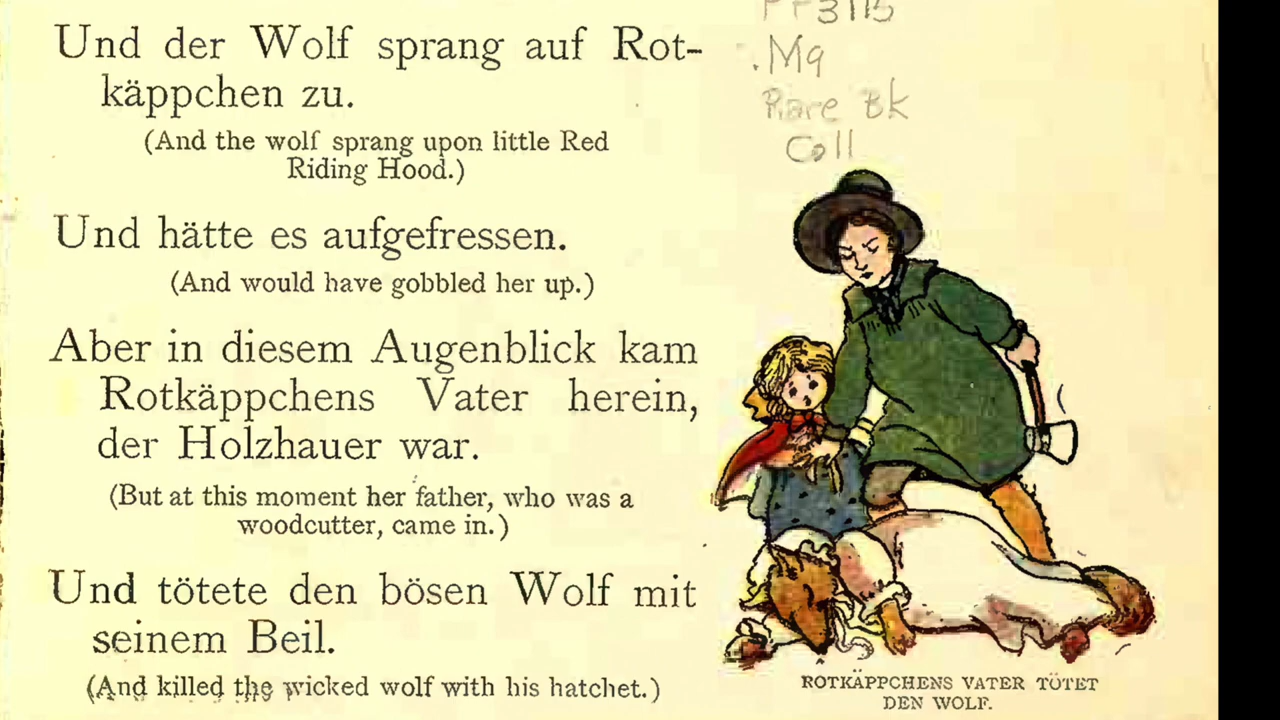 Und der Wolf sprang auf Rot-
käppchen zu.
(And the wolf sprang upon little Red
Riding Hood.)
Und hätte es aufgefressen.
(And would have gobbled her up.)
Aber in diesem Augenblick kam
Rotkäppchens Vater herein,
der Holzhauer war.
(But at this moment her father, who was a
woodcutter, came in.)
Und tötete den bösen Wolf mit
seinem Beil.
(And killed the wicked wolf with his hatchet.)
3115
.M9
Rare Bk
Coll
ROTKÄPPCHENS VATER TÖTET
DEN WOLF.